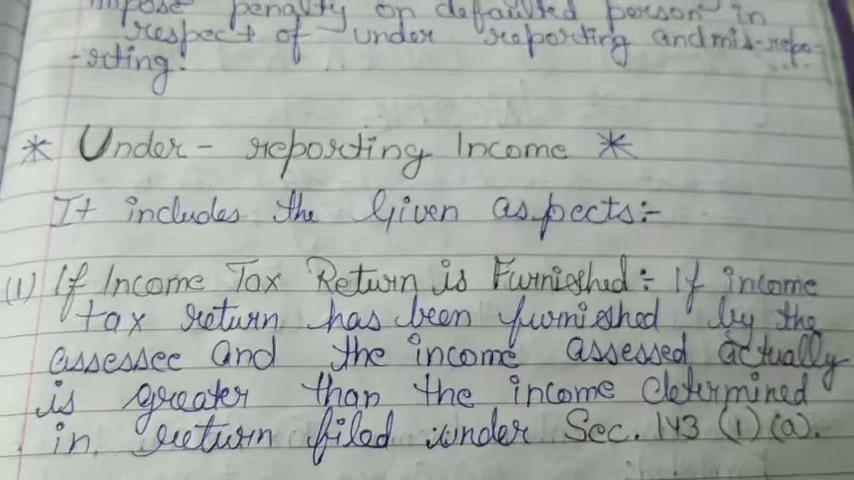 impose penalty on defaulted person in
respect of under reporting and mis-repo-
-rting:
* Under - reporting Income *
It includes the Given aspects:-
(1) If Income Tax Return is Furnished:- If income
tax return has been furnished by the
assessee and the income assessed actually
is greater than the income determined
in return filed under Sec. 143 (1) (a).